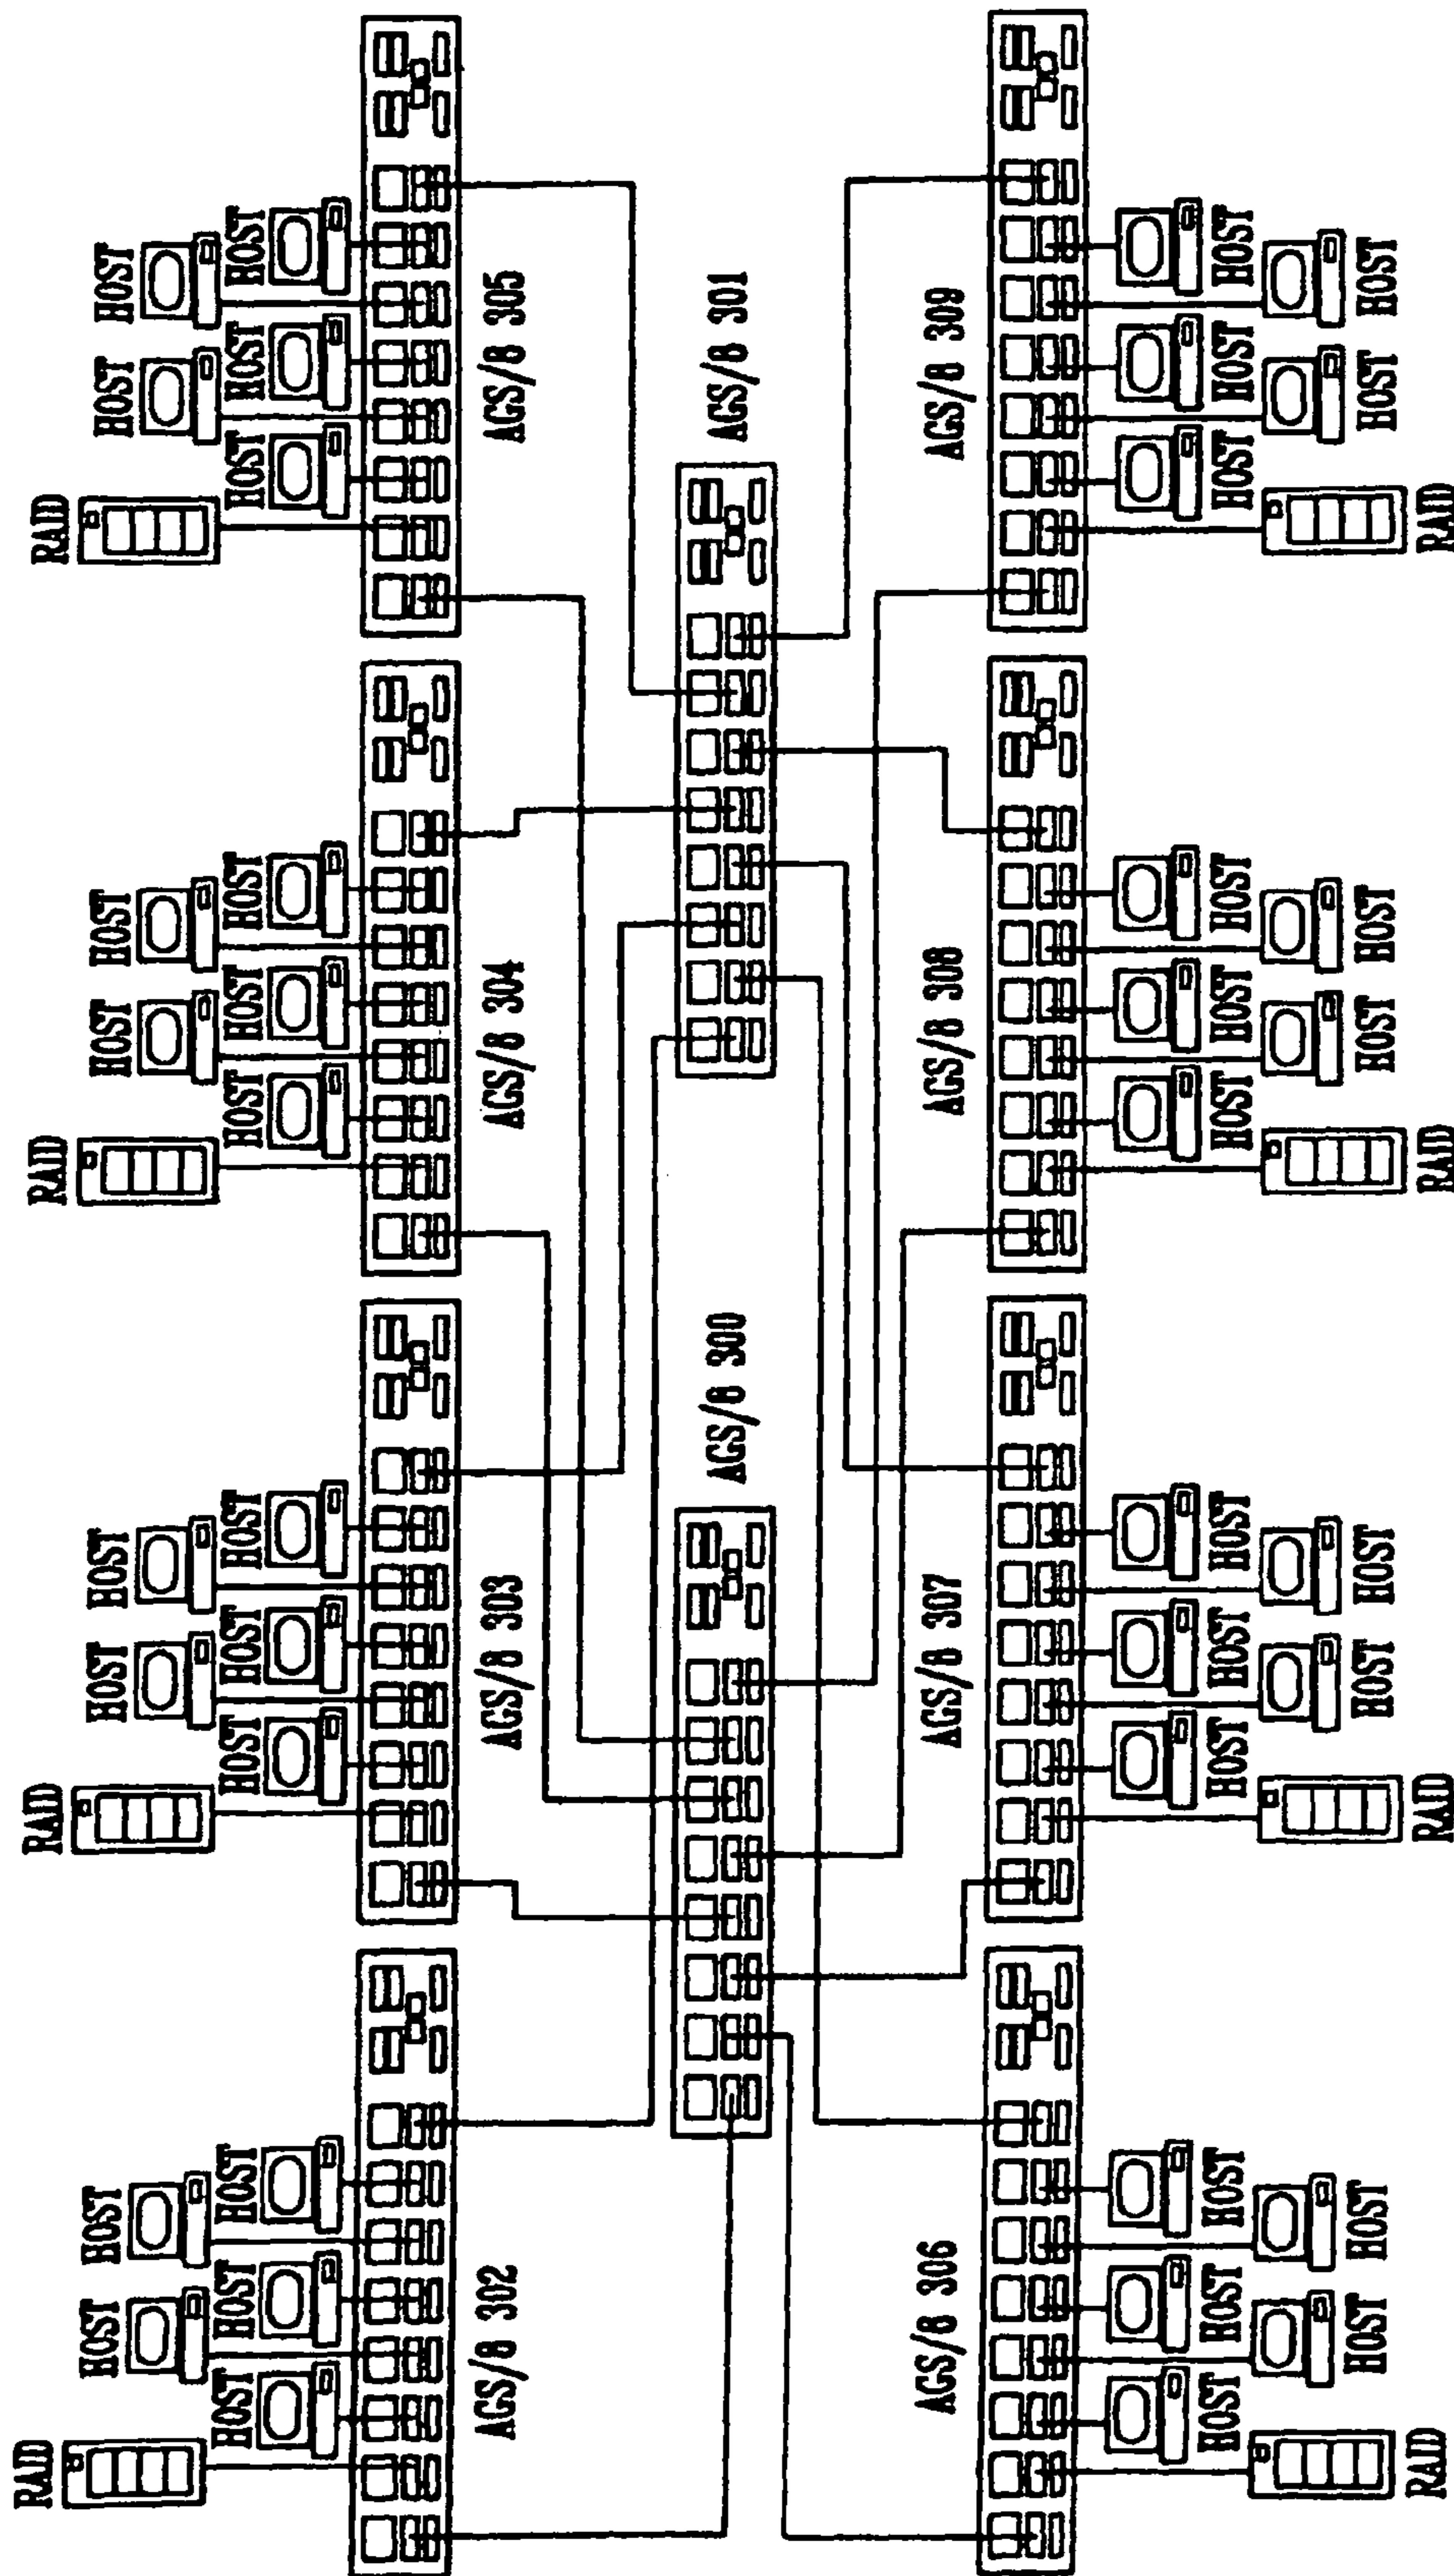 RAID RAID RAID RAID
HOST HOST HOST HOST HOST HOST HOST HOST
HOST HOST HOST HOST HOST HOST HOST HOST HOST HOST HOST HOST
AGS/8 302 AGS/8 303 AGS/8 304 AGS/8 305
AGS/8 300 AGS/8 301
AGS/8 306 AGS/8 307 AGS/8 308 AGS/8 309
HOST HOST HOST HOST HOST HOST HOST HOST HOST HOST HOST HOST
HOST HOST HOST HOST HOST HOST HOST HOST
RAID RAID RAID RAID